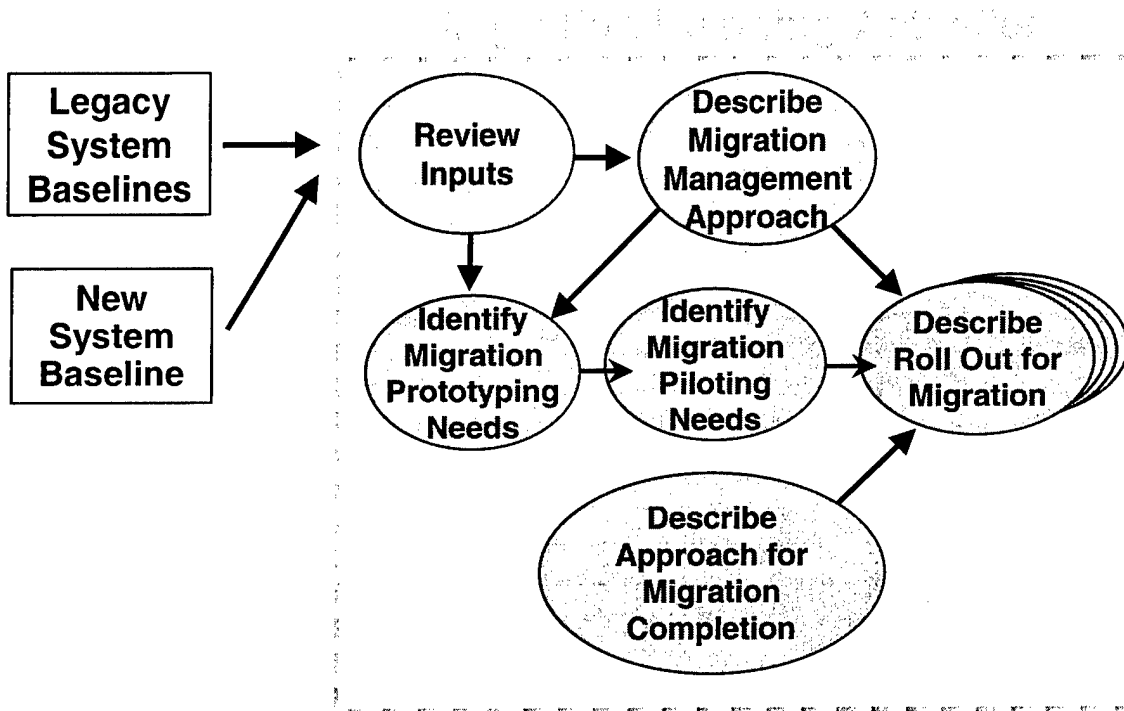 Legacy
System
Baselines
New
System
Baseline
Review
Inputs
Describe
Migration
Management
Approach
Identify
Migration
Prototyping
Needs
Identify
Migration
Piloting
Needs
Describe
Roll Out for
Migration
Describe
Approach for
Migration
Completion